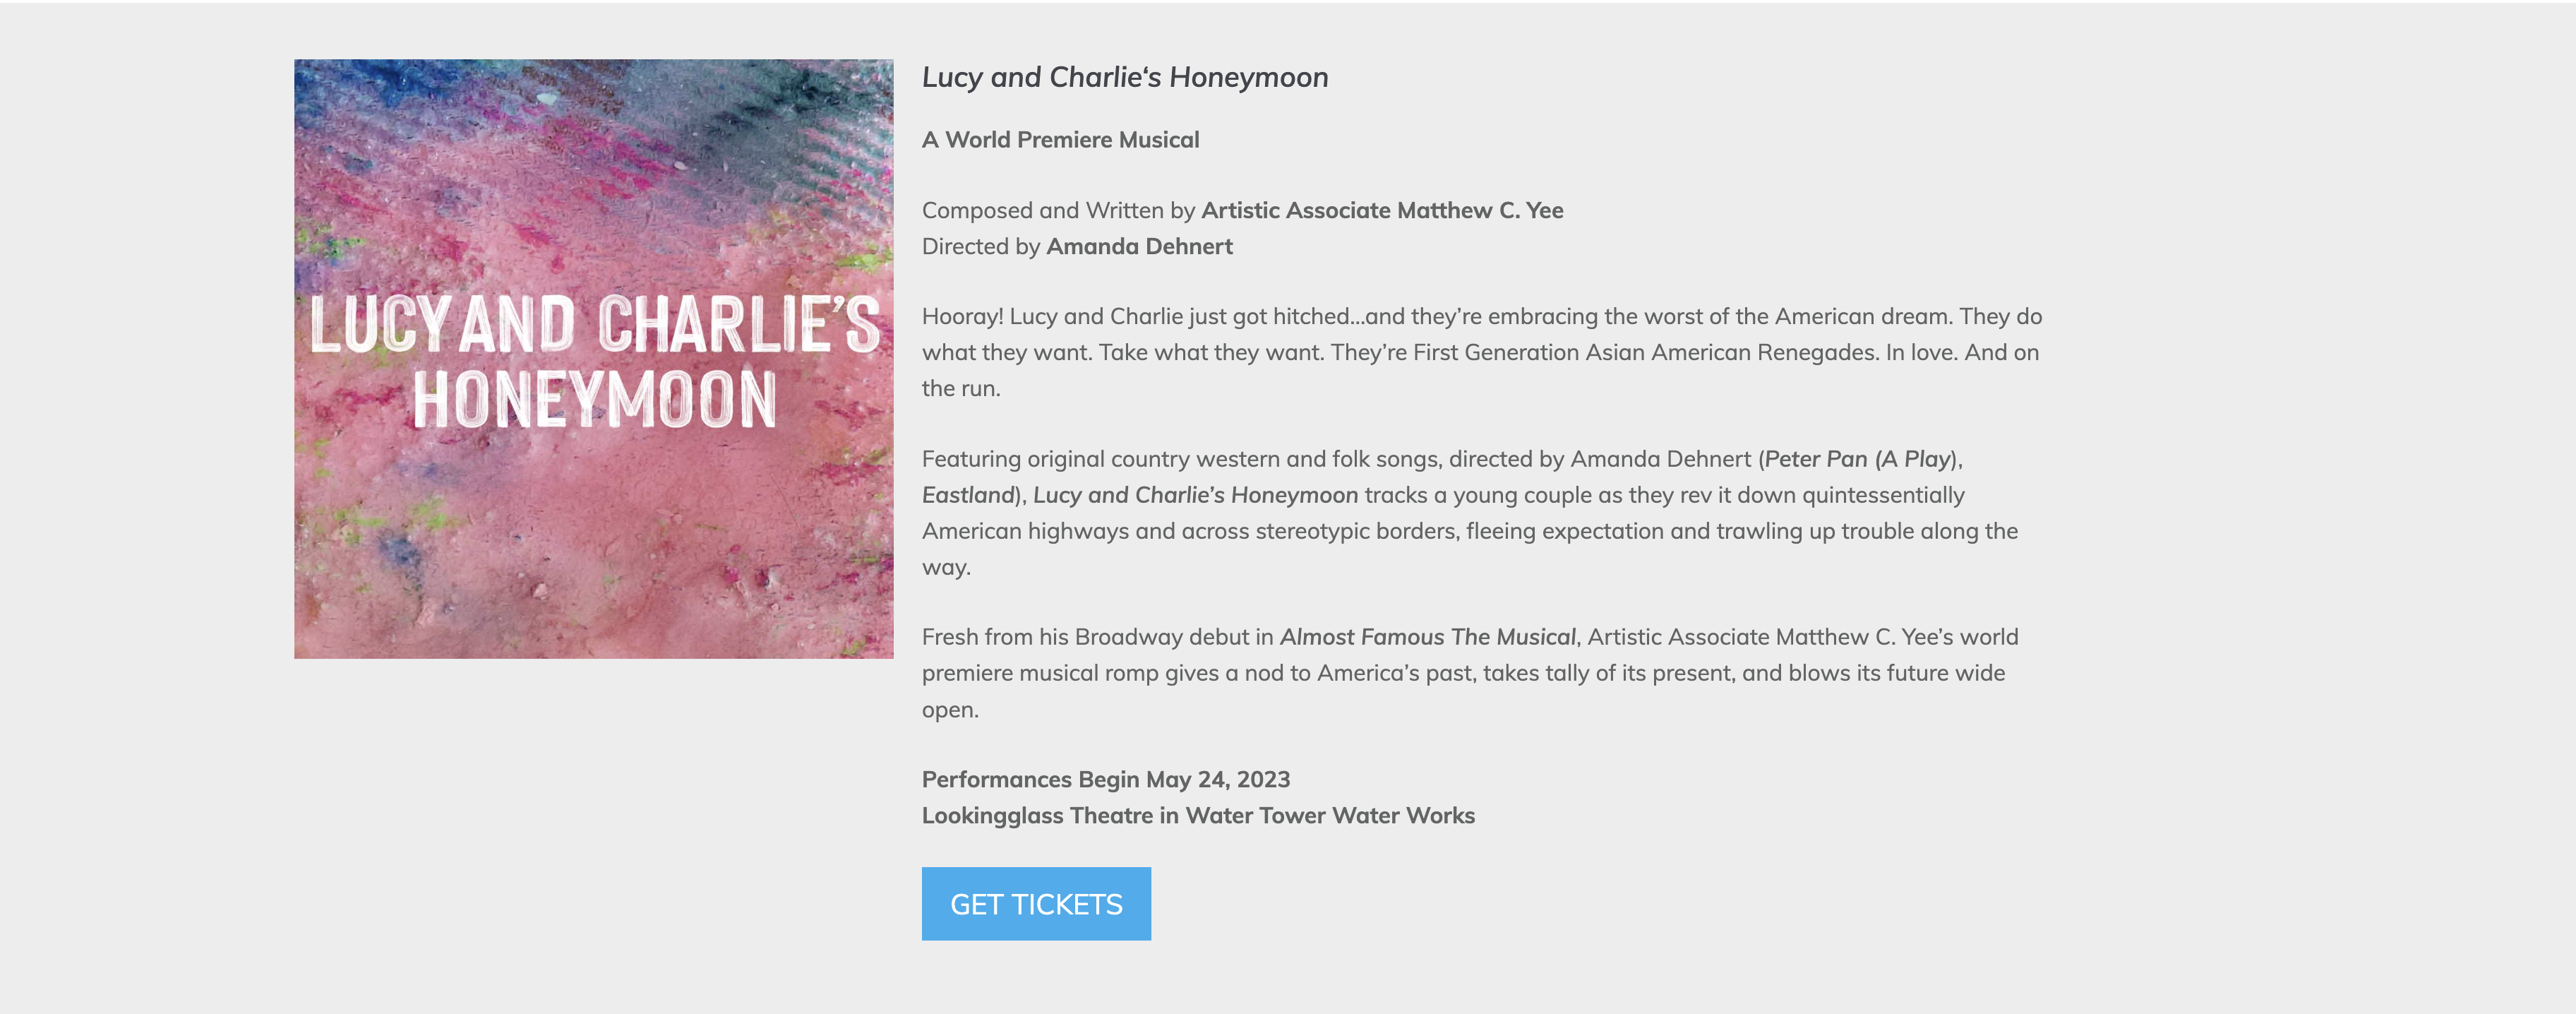 LUCY AND CHARLIE’S
HONEYMOON
Lucy and Charlie‘s Honeymoon
A World Premiere Musical
Composed and Written by Artistic Associate Matthew C. Yee
Directed by Amanda Dehnert
Hooray! Lucy and Charlie just got hitched…and they’re embracing the worst of the American dream. They do
what they want. Take what they want. They’re First Generation Asian American Renegades. In love. And on
the run.
Featuring original country western and folk songs, directed by Amanda Dehnert (Peter Pan (A Play),
Eastland), Lucy and Charlie’s Honeymoon tracks a young couple as they rev it down quintessentially
American highways and across stereotypic borders, fleeing expectation and trawling up trouble along the
way.
Fresh from his Broadway debut in Almost Famous The Musical, Artistic Associate Matthew C. Yee’s world
premiere musical romp gives a nod to America’s past, takes tally of its present, and blows its future wide
open.
Performances Begin May 24, 2023
Lookingglass Theatre in Water Tower Water Works
GET TICKETS